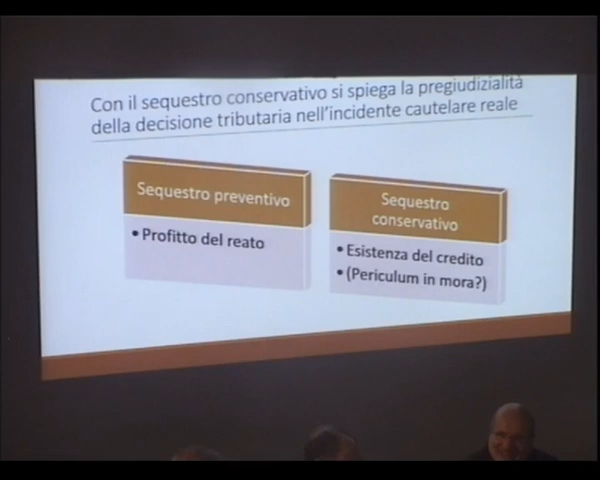 Con il sequestro conservativo si spiega la pregiudizialità
della decisione tributaria nell'incidente cautelare reale
Sequestro preventivo
• Profitto del reato
Sequestro
conservativo
• Esistenza del credito
• (Periculum in mora?)